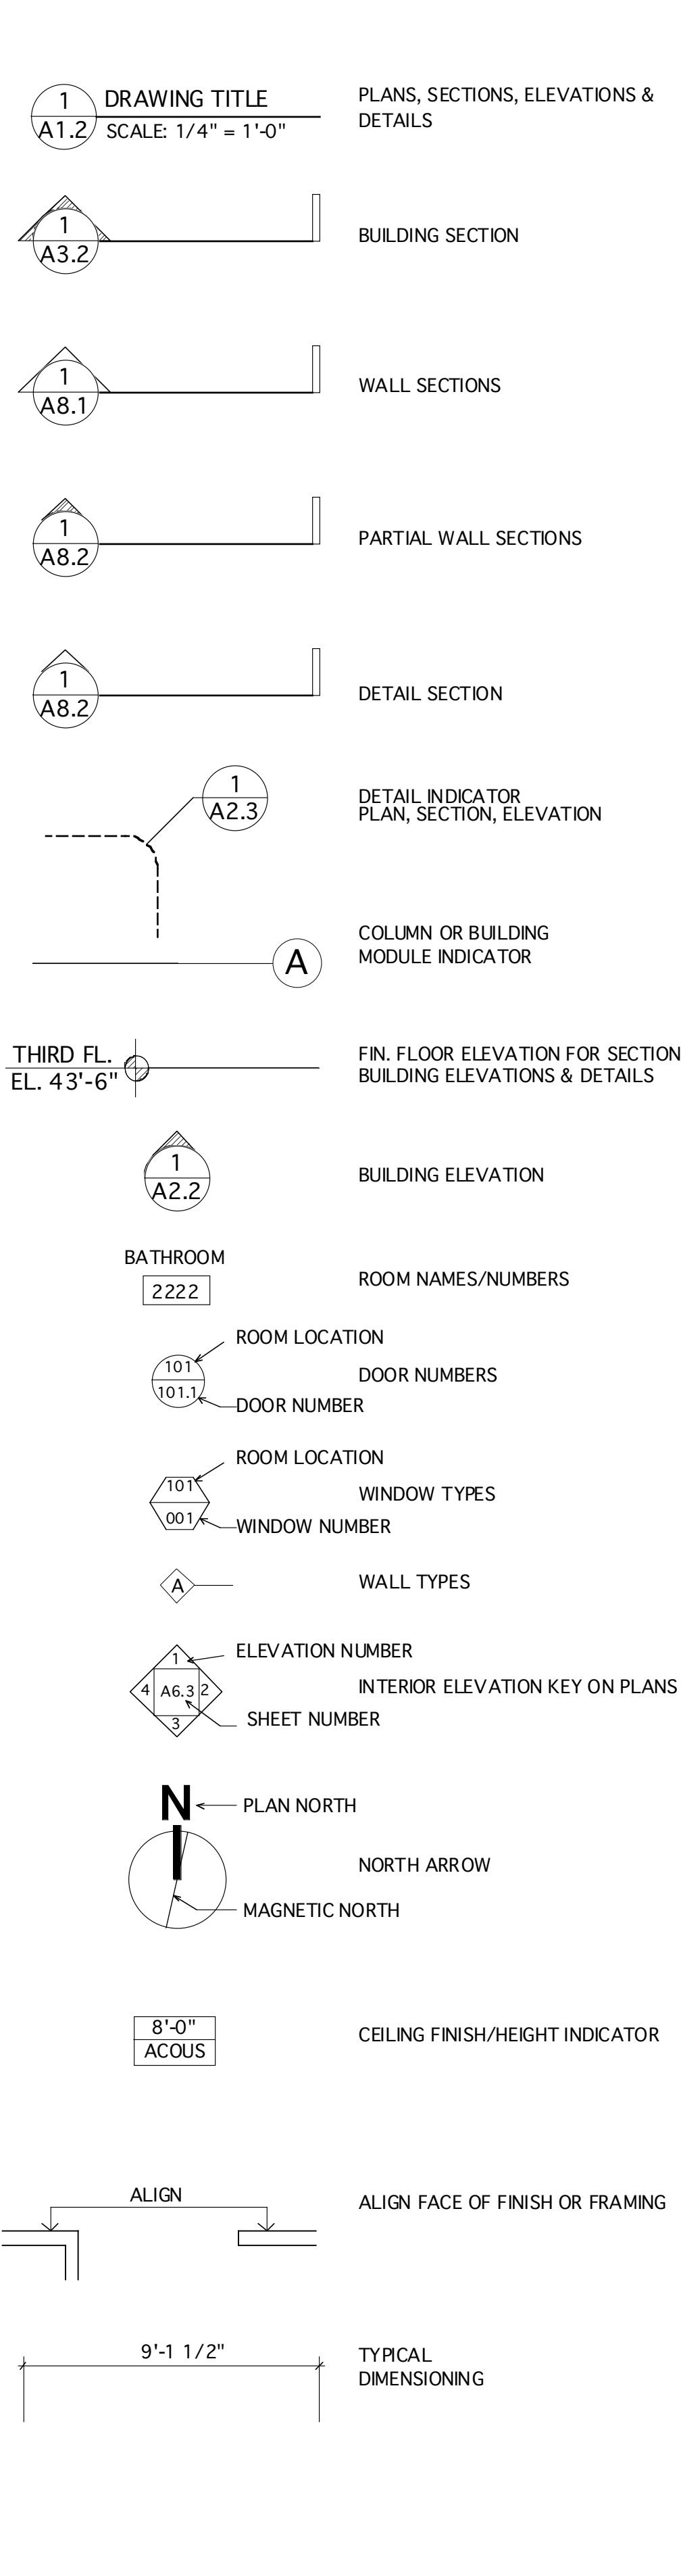 1
A1.2
DRAWING TITLE
SCALE: 1/4" = 1'-0"
PLANS, SECTIONS, ELEVATIONS &
DETAILS
1
A3.2
BUILDING SECTION
1
A8.1
WALL SECTIONS
1
A8.2
PARTIAL WALL SECTIONS
1
A8.2
DETAIL SECTION
1
A2.3
DETAIL INDICATOR
PLAN, SECTION, ELEVATION
A
COLUMN OR BUILDING
MODULE INDICATOR
THIRD FL.
EL. 43'-6"
FIN. FLOOR ELEVATION FOR SECTION
BUILDING ELEVATIONS & DETAILS
1
A2.2
BUILDING ELEVATION
BATHROOM
2222
ROOM NAMES/NUMBERS
ROOM LOCATION
101
101.1
DOOR NUMBER
DOOR NUMBERS
ROOM LOCATION
101
001
WINDOW NUMBER
WINDOW TYPES
A
WALL TYPES
ELEVATION NUMBER
1
4
A6.3
2
3
SHEET NUMBER
INTERIOR ELEVATION KEY ON PLANS
N
PLAN NORTH
NORTH ARROW
MAGNETIC NORTH
8'-0"
ACOUS
CEILING FINISH/HEIGHT INDICATOR
ALIGN
ALIGN FACE OF FINISH OR FRAMING
9'-1 1/2"
TYPICAL
DIMENSIONING